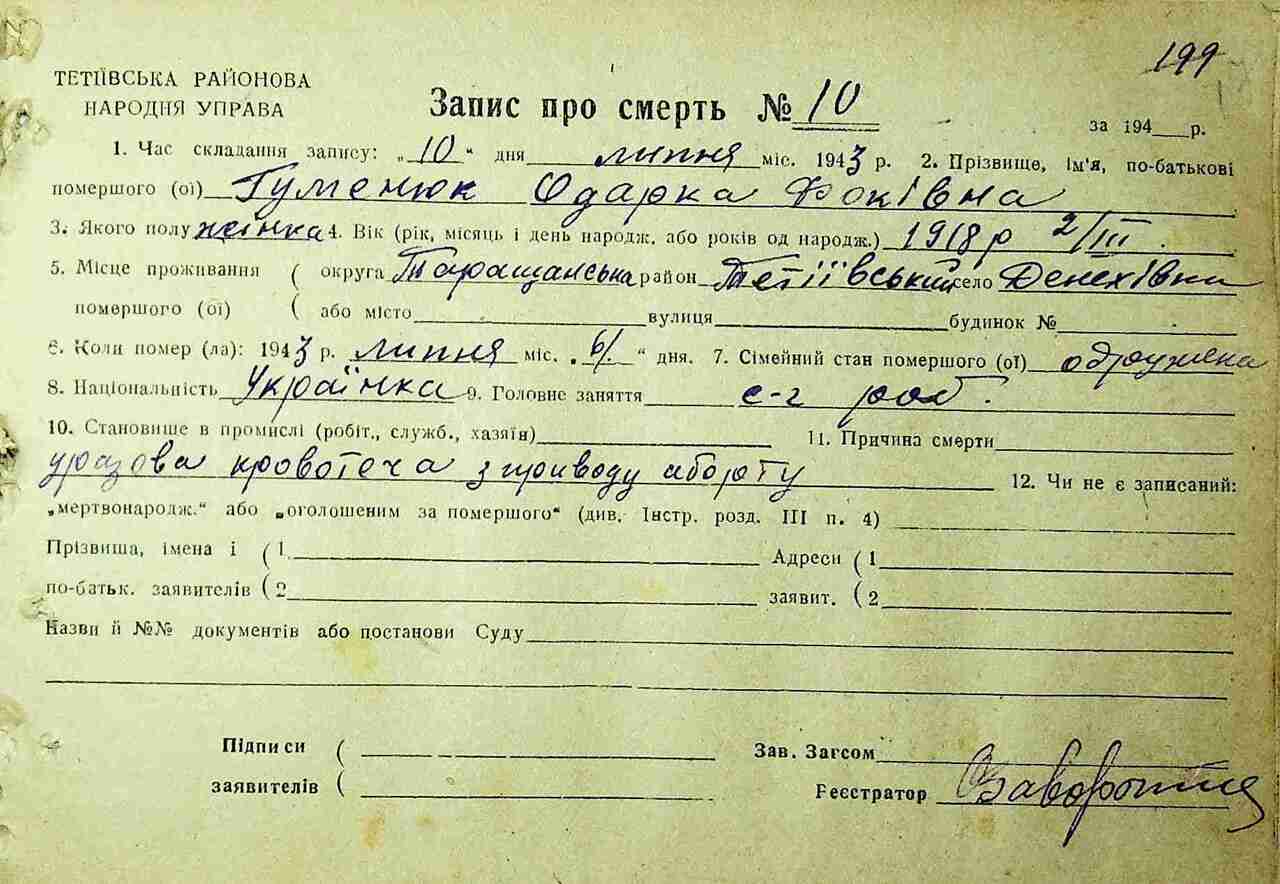 199
ТЕТІЇВСЬКА РАЙОНОВА
НАРОДНЯ УПРАВА
Запис про смерть № 10
за 194 р.
1. Час складання запису: „10“ дня липня міс. 1943 р. 2. Прізвище, ім'я, по-батькові
помершого (ої) Гуменюк Одарка Фоківна
3. Якого полу жінка 4. Вік (рік, місяць і день народж. або років од народж.) 1918 р 2/III.
5. Місце проживання ( округа Таращанська район Тетіївський село Денехівка
помершого (ої) ( або місто вулиця будинок №
6. Коли помер (ла): 1943 р. липня міс. „6/.“ дня. 7. Сімейний стан помершого (ої) одружена
8. Національність Українка 9. Головне заняття с-г роб.
10. Становище в промислі (робіт., служб., хазяїн) 11. Причина смерти
уразова кровотеча з приводу аборту 12. Чи не є записаний:
„мертвонародж.“ або „оголошеним за помершого“ (див. Інстр. розд. III п. 4)
Прізвища, імена і ( 1. Адреси ( 1
по-батьк. заявителів ( 2 заявит. ( 2
Назви й №№ документів або постанови Суду
Підписи ( Зав. Загсом
заявителів ( Реєстратор